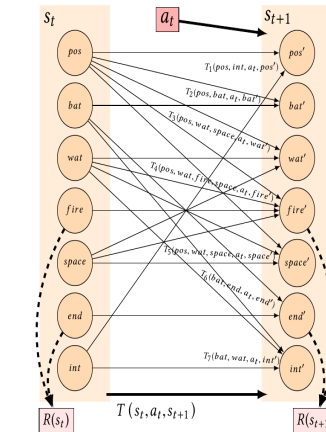 s_t
a_t
s_{t+1}
pos
pos'
T_1(pos, int, a_t, pos')
T_2(pos, bat, a_t, bat')
bat
bat'
T_3(pos, wat, space, a_t, wat')
wat
wat'
T_4(pos, wat, fire, space, a_t, fire')
fire
fire'
T_5(pos, wat, space, a_t, space')
space
space'
T_6(bat, end, a_t, end')
end
end'
T_7(bat, wat, a_t, int')
int
int'
T(s_t, a_t, s_{t+1})
R(s_t)
R(s_{t+1}